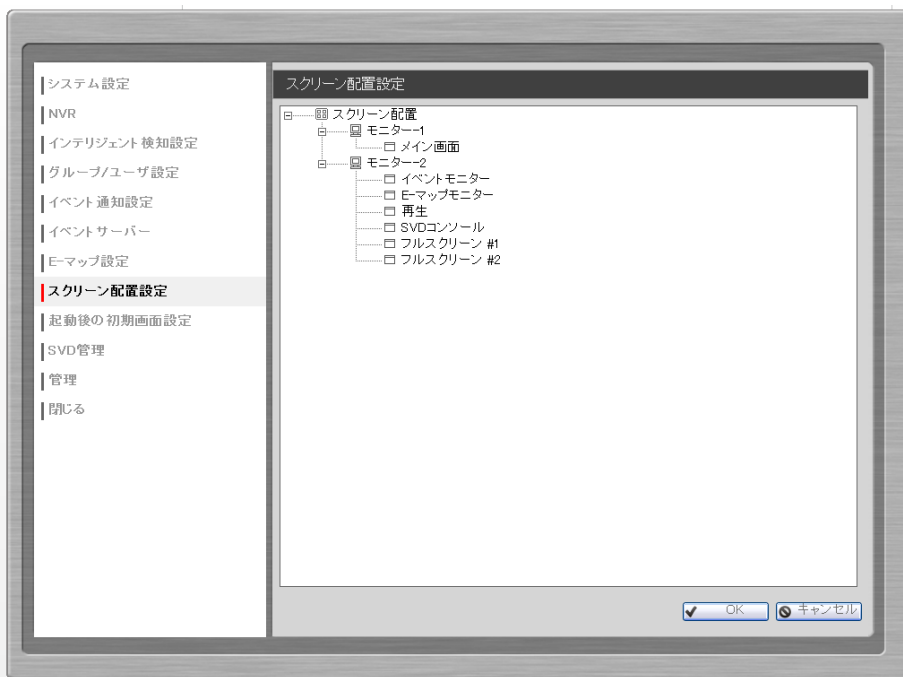 システム設定
NVR
インテリジェント検知設定
グループ/ユーザ設定
イベント通知設定
イベントサーバー
E-マップ設定
スクリーン配置設定
起動後の初期画面設定
SVD管理
管理
閉じる
スクリーン配置設定
スクリーン配置
モニター-1
メイン画面
モニター-2
イベントモニター
E-マップモニター
再生
SVDコンソール
フルスクリーン #1
フルスクリーン #2
OK
キャンセル